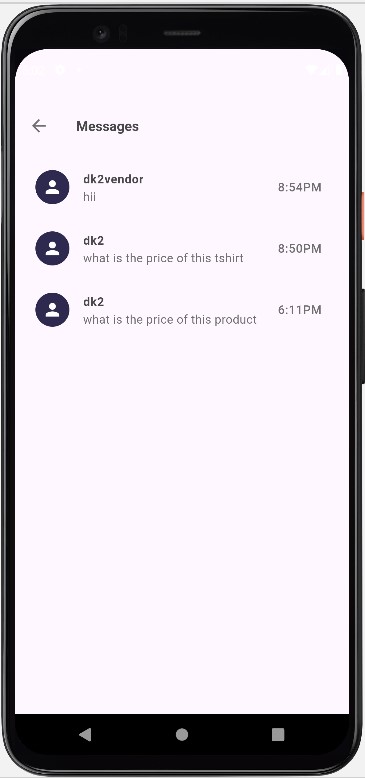 Messages
dk2vendor
hii
8:54PM
dk2
what is the price of this tshirt
8:50PM
dk2
what is the price of this product
6:11PM